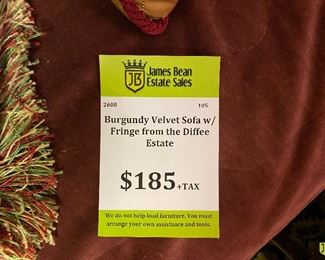 JB
James Bean
Estate Sales
2608 105
Burgundy Velvet Sofa w/
Fringe from the Diffee
Estate
$185+TAX
We do not help load furniture. You must
arrange your own assistance and tools.